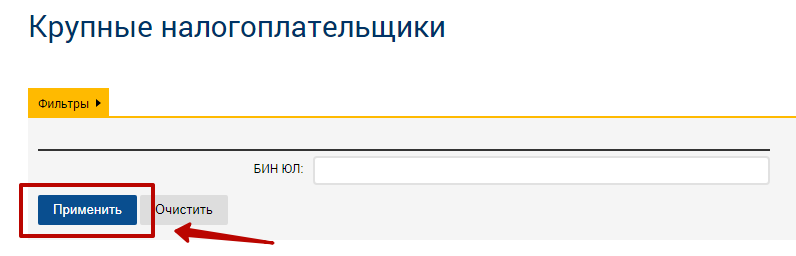 Крупные налогоплательщики
Фильтры
БИН ЮЛ:
Применить Очистить